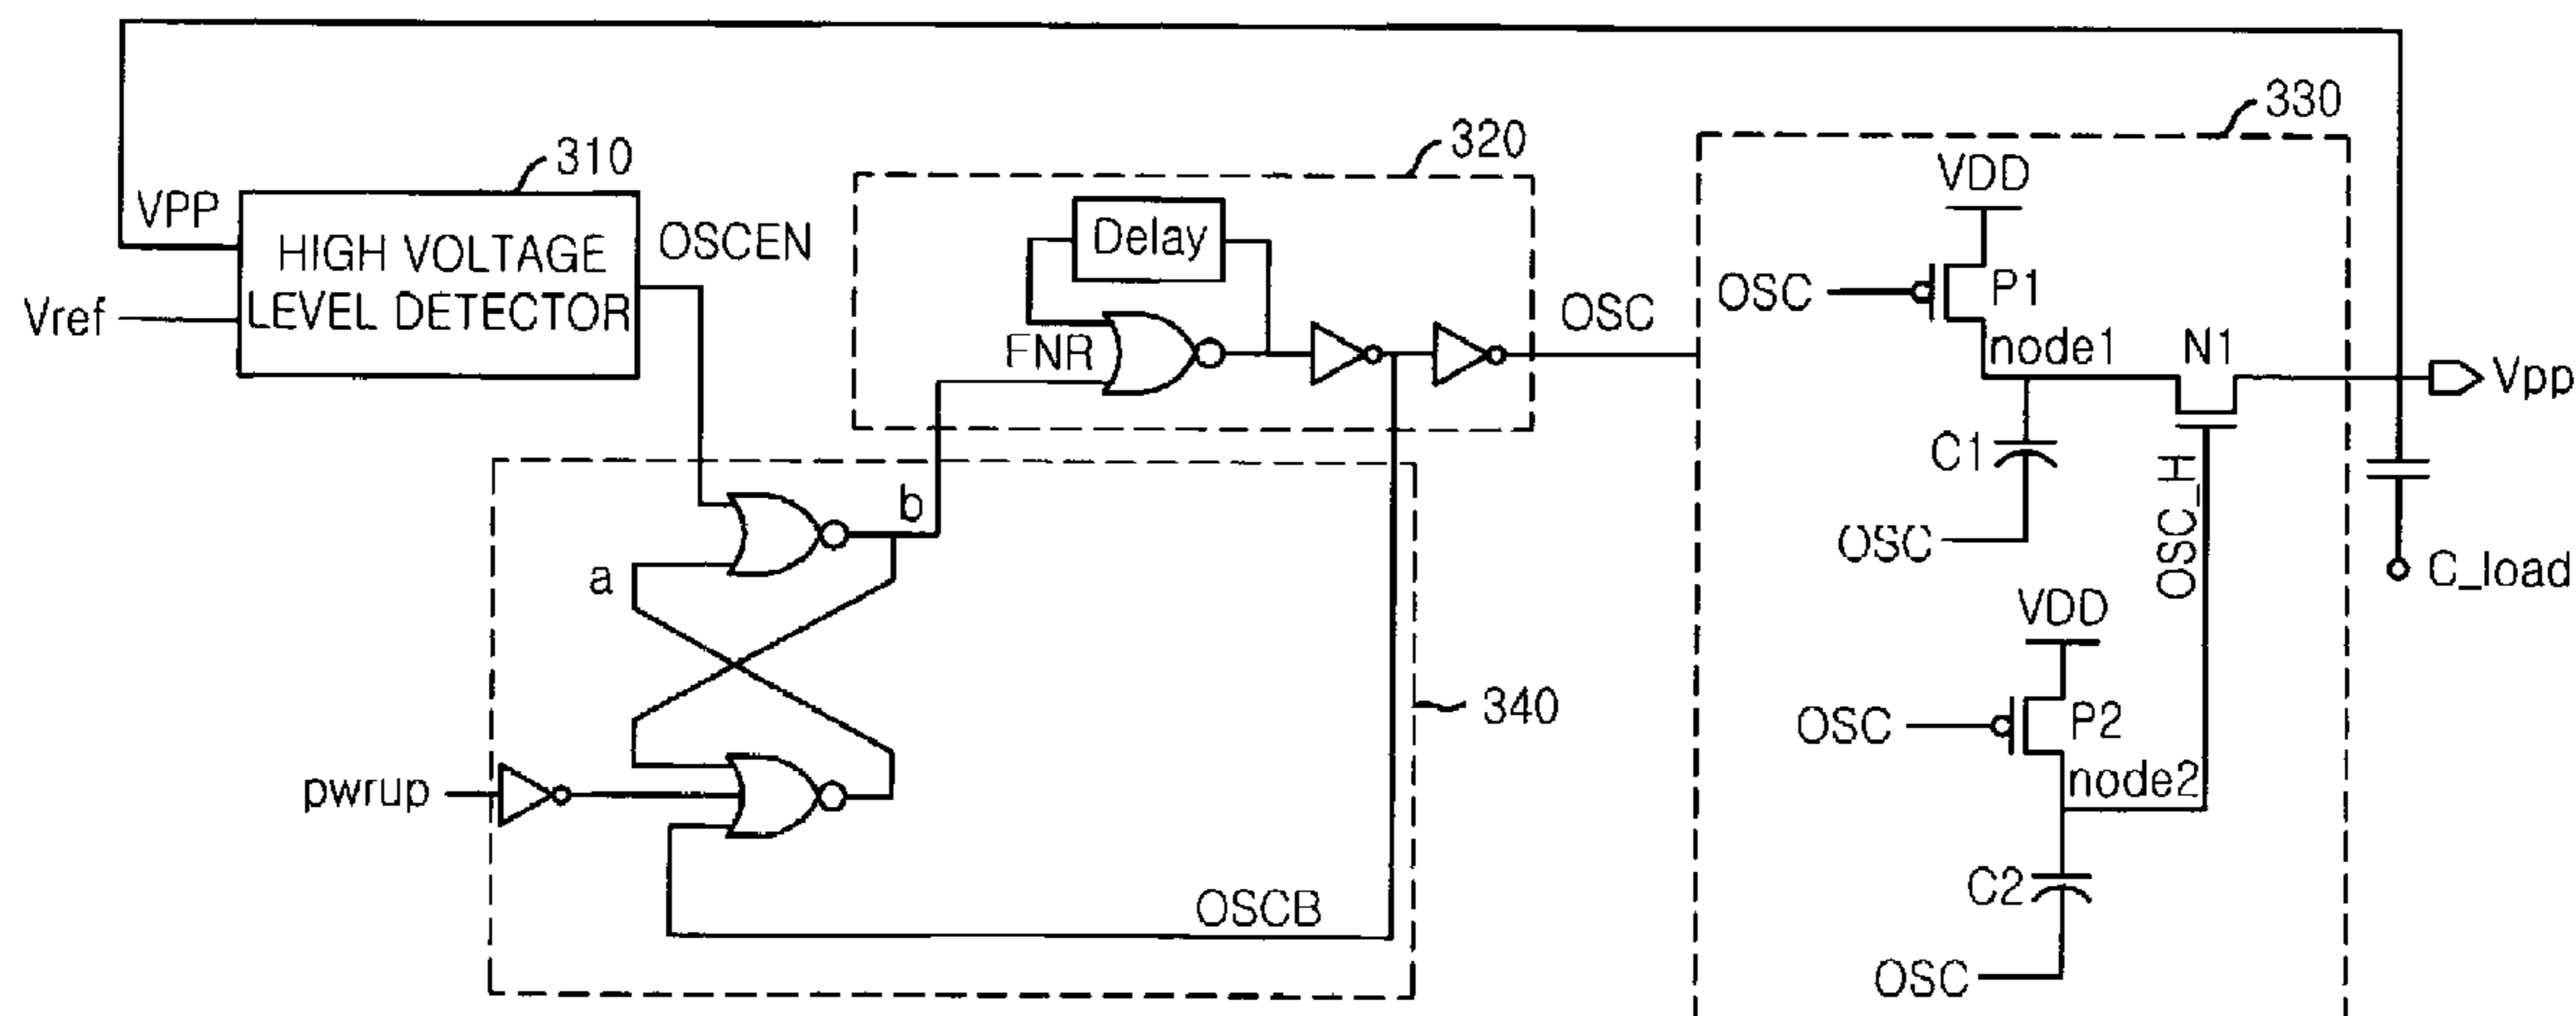 330
320
310
VDD
VPP
OSCEN
Delay
HIGH VOLTAGE
LEVEL DETECTOR
Vref
FNR
OSC
OSC
P1
node1
N1
Vpp
C1
OSC_H
b
a
OSC
C_load
VDD
340
OSC
P2
pwrup
node2
C2
OSCB
OSC